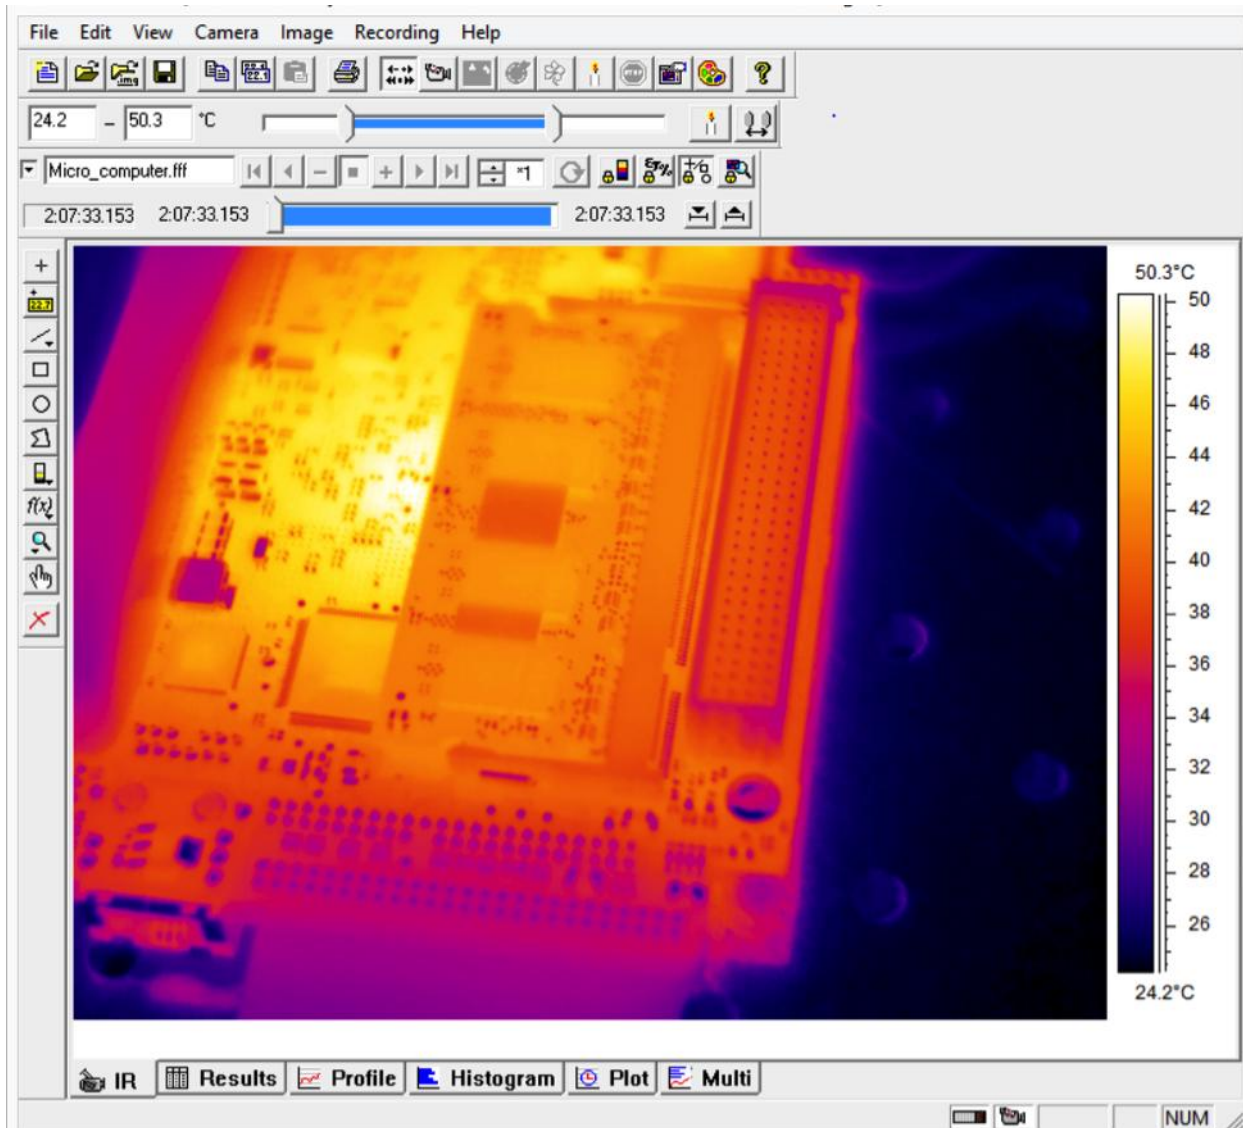 File Edit View Camera Image Recording Help
24.2 – 50.3 °C
Micro_computer.fff *1
2:07:33.153 2:07:33.153 2:07:33.153
22.7
f(x)
50.3°C
50
48
46
44
42
40
38
36
34
32
30
28
26
24.2°C
IR Results Profile Histogram Plot Multi
NUM